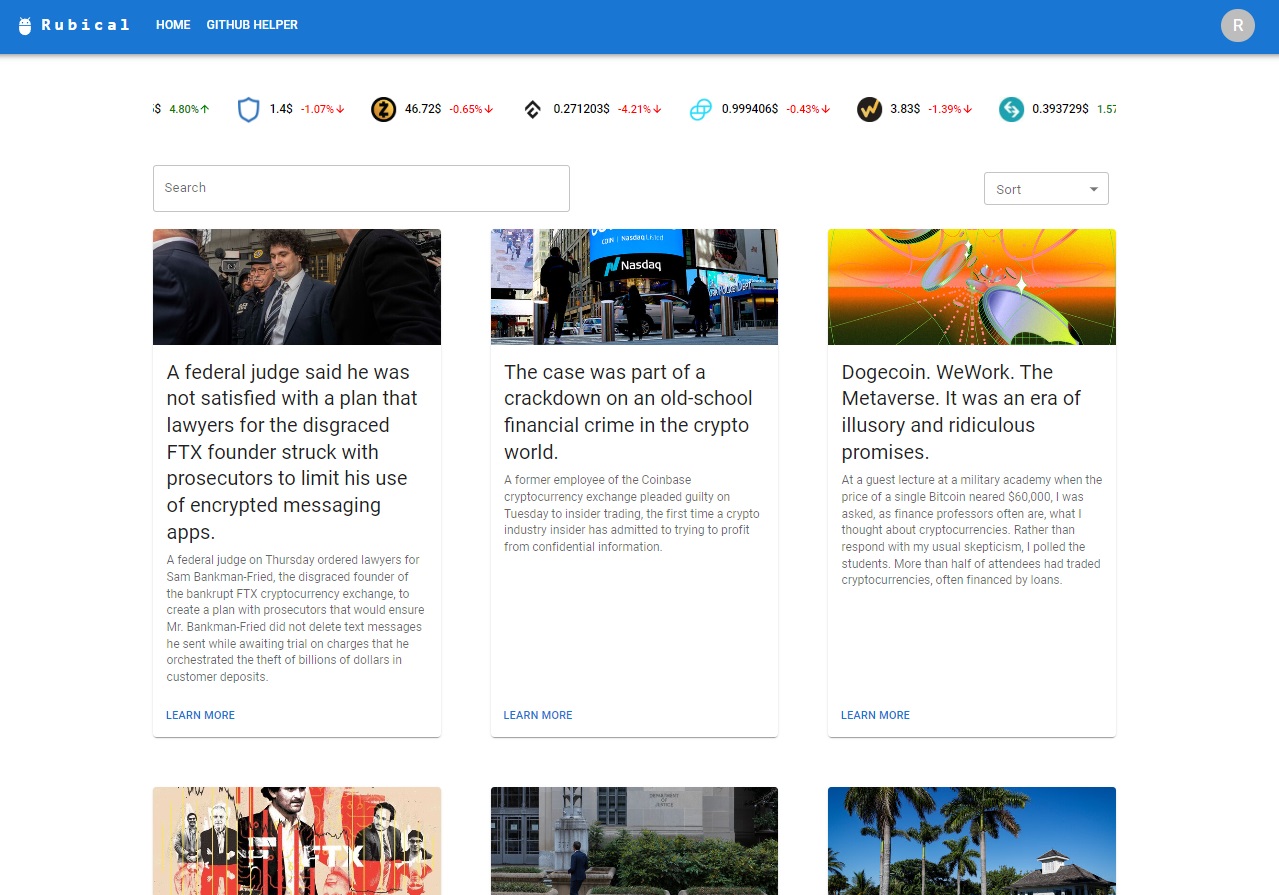 Rubical HOME GITHUB HELPER R
5$ 4.80%↑ 1.4$ -1.07%↓ 46.72$ -0.65%↓ 0.271203$ -4.21%↓ 0.999406$ -0.43%↓ 3.83$ -1.39%↓ 0.393729$ 1.57
Search
Sort
COIN | Nasdaq Listed
Nasdaq
A federal judge said he was
not satisfied with a plan that
lawyers for the disgraced
FTX founder struck with
prosecutors to limit his use
of encrypted messaging
apps.
A federal judge on Thursday ordered lawyers for
Sam Bankman-Fried, the disgraced founder of
the bankrupt FTX cryptocurrency exchange, to
create a plan with prosecutors that would ensure
Mr. Bankman-Fried did not delete text messages
he sent while awaiting trial on charges that he
orchestrated the theft of billions of dollars in
customer deposits.
LEARN MORE
The case was part of a
crackdown on an old-school
financial crime in the crypto
world.
A former employee of the Coinbase
cryptocurrency exchange pleaded guilty on
Tuesday to insider trading, the first time a crypto
industry insider has admitted to trying to profit
from confidential information.
LEARN MORE
Dogecoin. WeWork. The
Metaverse. It was an era of
illusory and ridiculous
promises.
At a guest lecture at a military academy when the
price of a single Bitcoin neared $60,000, I was
asked, as finance professors often are, what I
thought about cryptocurrencies. Rather than
respond with my usual skepticism, I polled the
students. More than half of attendees had traded
cryptocurrencies, often financed by loans.
LEARN MORE
FTX
DEPARTMENT
OF
JUSTICE